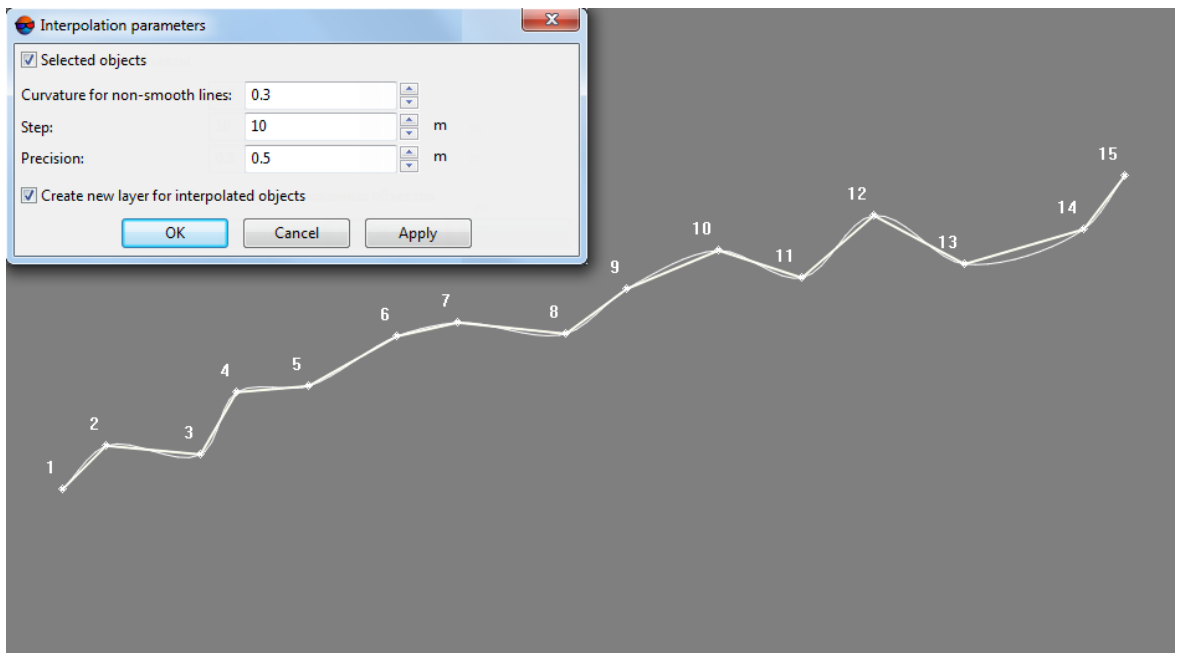 Interpolation parameters
Selected objects
Curvature for non-smooth lines: 0.3
Step: 10 m
Precision: 0.5 m
Create new layer for interpolated objects
OK Cancel Apply
1
2
3
4
5
6
7
8
9
10
11
12
13
14
15